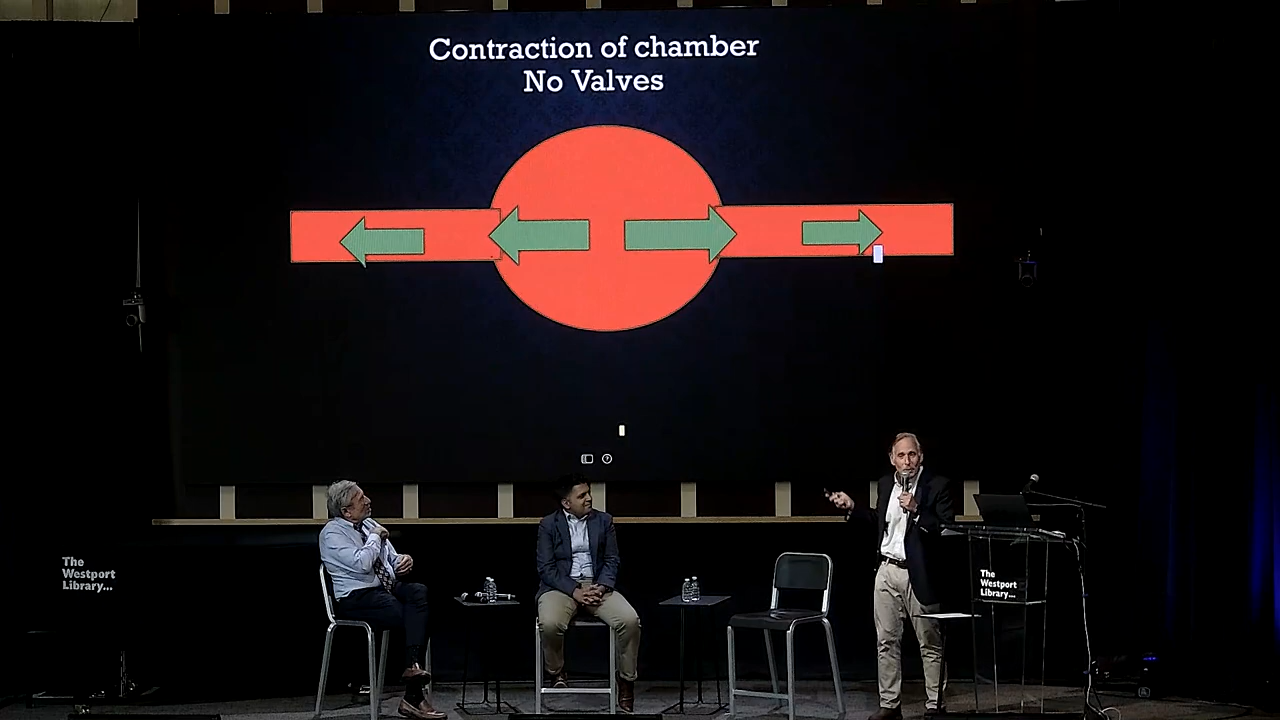 Contraction of chamber
No Valves
The
Westport
Library...
The
Westport
Library...